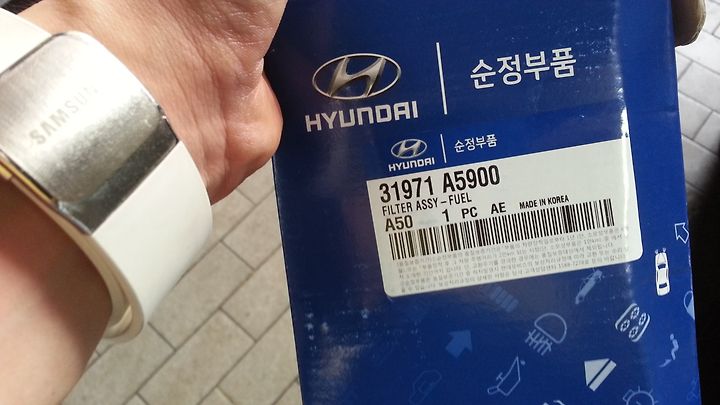 SAMSUNG
HYUNDAI
순정부품
HYUNDAI
순정부품
31971 A5900
FILTER ASSY-FUEL
A50 1 PC AE MADE IN KOREA